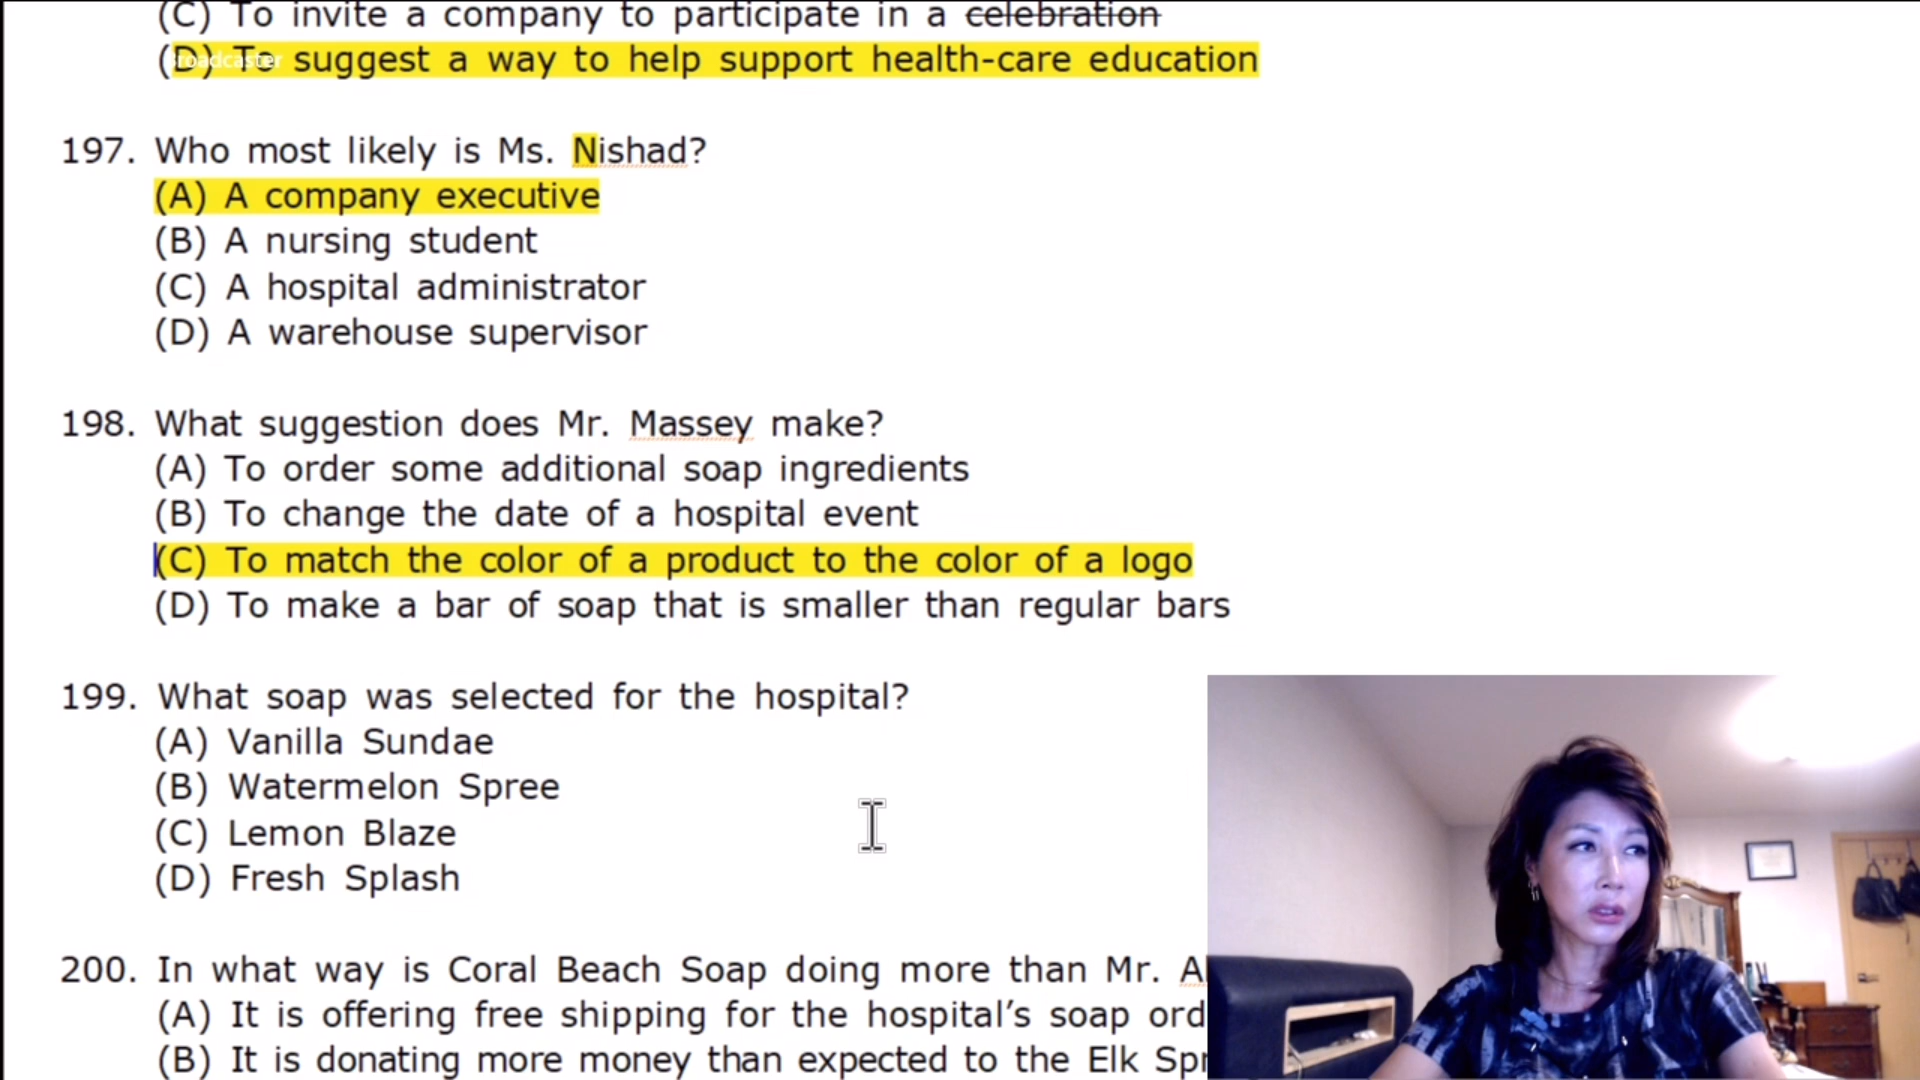 (C) To invite a company to participate in a celebration
(D) To suggest a way to help support health-care education
Broadcaster
197. Who most likely is Ms. Nishad?
(A) A company executive
(B) A nursing student
(C) A hospital administrator
(D) A warehouse supervisor
198. What suggestion does Mr. Massey make?
(A) To order some additional soap ingredients
(B) To change the date of a hospital event
(C) To match the color of a product to the color of a logo
(D) To make a bar of soap that is smaller than regular bars
199. What soap was selected for the hospital?
(A) Vanilla Sundae
(B) Watermelon Spree
(C) Lemon Blaze
(D) Fresh Splash
200. In what way is Coral Beach Soap doing more than Mr.
(A) It is offering free shipping for the hospital’s soap
(B) It is donating more money than expected to the Elk